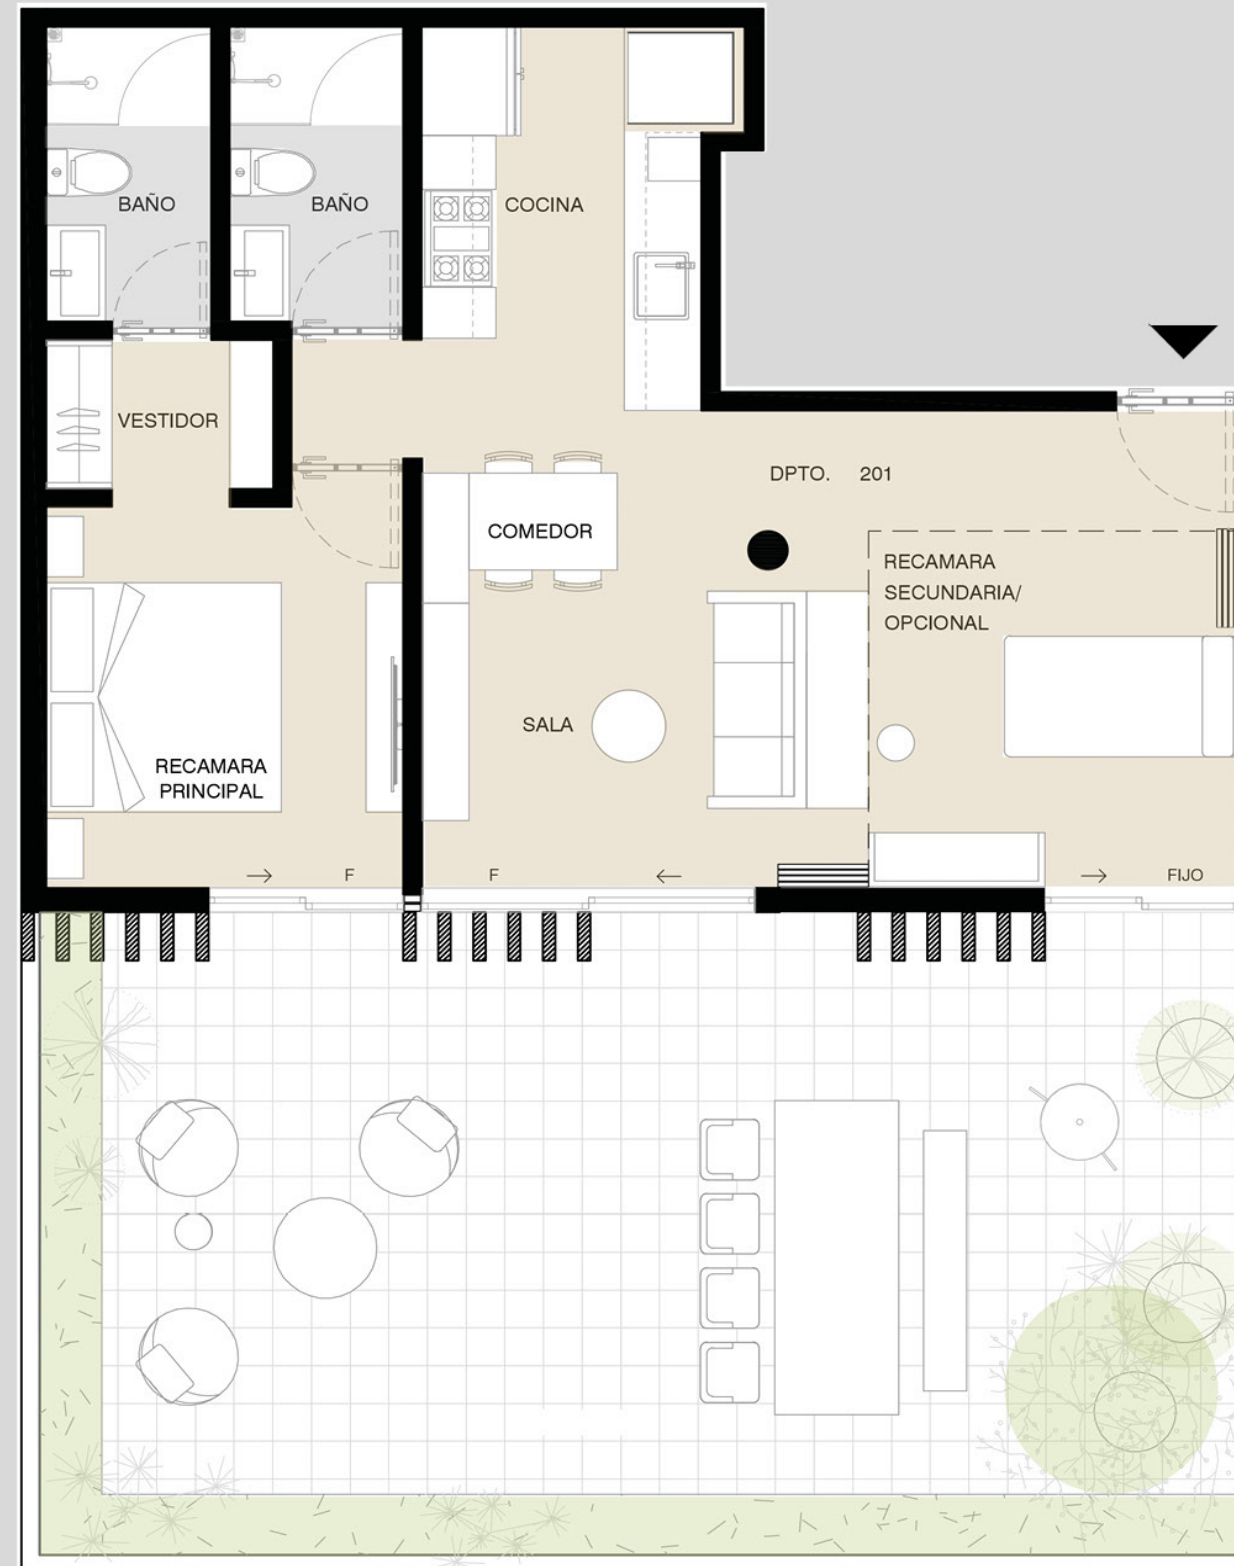 BAÑO
BAÑO
COCINA
VESTIDOR
DPTO. 201
COMEDOR
RECAMARA
SECUNDARIA/
OPCIONAL
SALA
RECAMARA
PRINCIPAL
F
F
FIJO